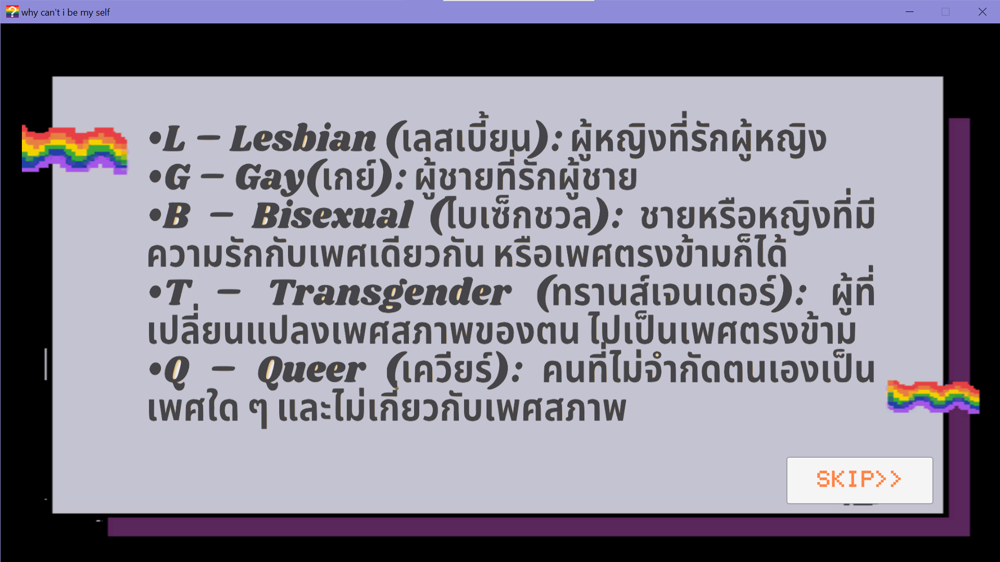 why can't i be my self
•L – Lesbian (เลสเบี้ยน): ผู้หญิงที่รักผู้หญิง
•G – Gay(เกย์): ผู้ชายที่รักผู้ชาย
•B – Bisexual (ไบเซ็กชวล): ชายหรือหญิงที่มี
ความรักกับเพศเดียวกัน หรือเพศตรงข้ามก็ได้
•T – Transgender (ทรานส์เจนเดอร์): ผู้ที่
เปลี่ยนแปลงเพศสภาพของตน ไปเป็นเพศตรงข้าม
•Q – Queer (เควียร์): คนที่ไม่จำกัดตนเองเป็น
เพศใด ๆ และไม่เกี่ยวกับเพศสภาพ
SKIP>>